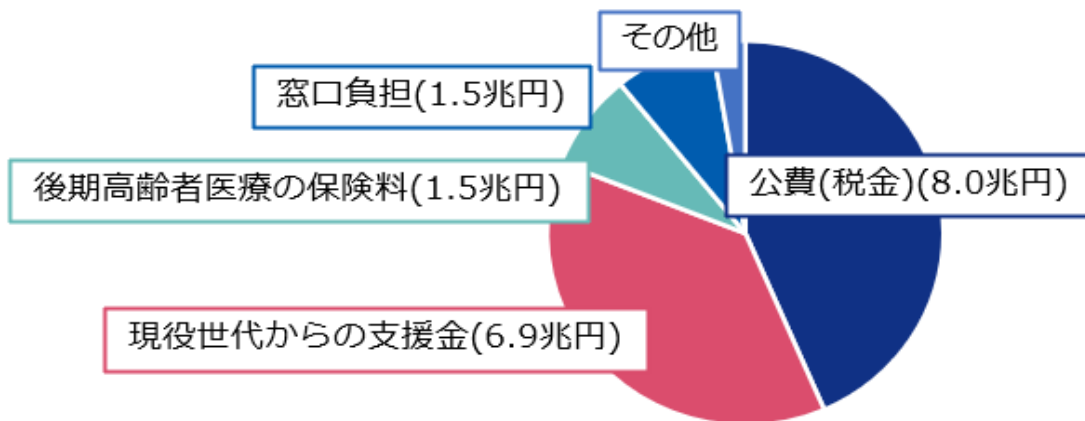 その他
窓口負担(1.5兆円)
後期高齢者医療の保険料(1.5兆円)
公費(税金)(8.0兆円)
現役世代からの支援金(6.9兆円)